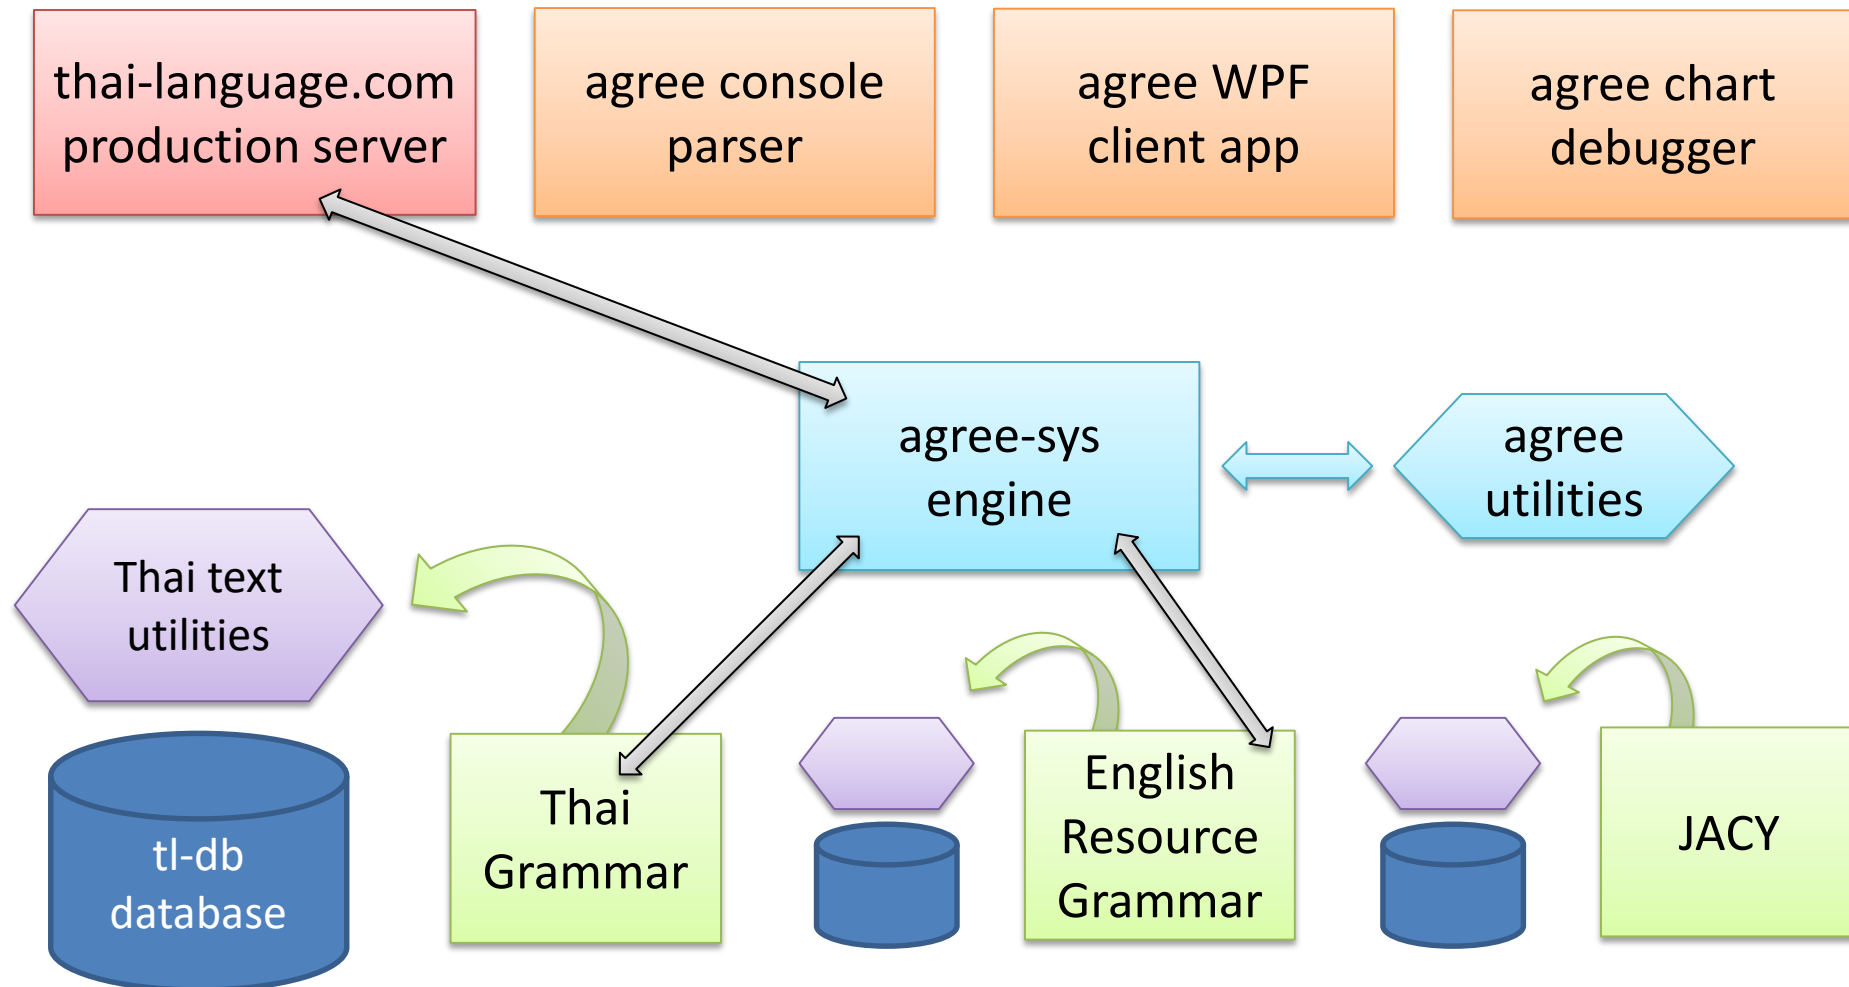 thai-language.com
production server
agree console
parser
agree WPF
client app
agree chart
debugger
agree-sys
engine
agree
utilities
Thai text
utilities
tl-db
database
Thai
Grammar
English
Resource
Grammar
JACY